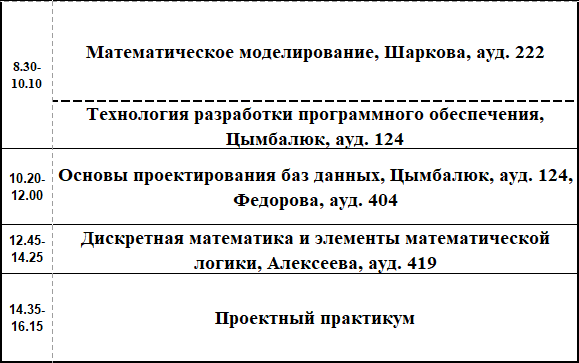 8.30-
10.10
Математическое моделирование, Шаркова, ауд. 222
Технология разработки программного обеспечения,
Цымбалюк, ауд. 124
10.20-
12.00
Основы проектирования баз данных, Цымбалюк, ауд. 124,
Федорова, ауд. 404
12.45-
14.25
Дискретная математика и элементы математической
логики, Алексеева, ауд. 419
14.35-
16.15
Проектный практикум